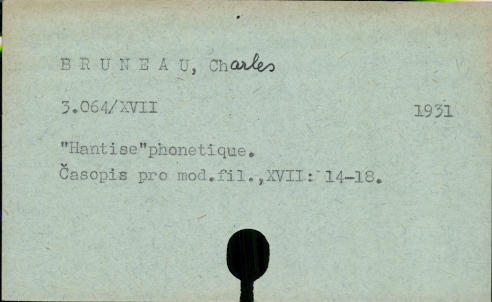 B R U N E A U, Charles
3.064/XVII 1931
"Hantise"phonetique.
Časopis pro mod.fil.,XVII: 14-18.